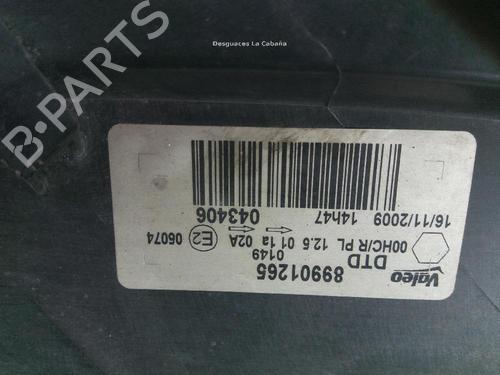 Desguaces La Cabaña
B-PARTS
Valeo
89901265
DTD
0149
00HC/R PL 12.5 01 1a 02A
E2 06074
16/11/2009 14h47 043406